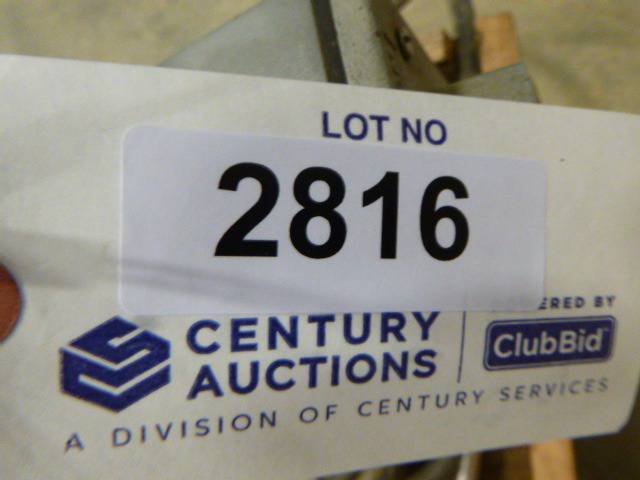 LOT NO
2816
ERED BY
CENTURY
AUCTIONS
ClubBid
A DIVISION OF CENTURY SERVICES